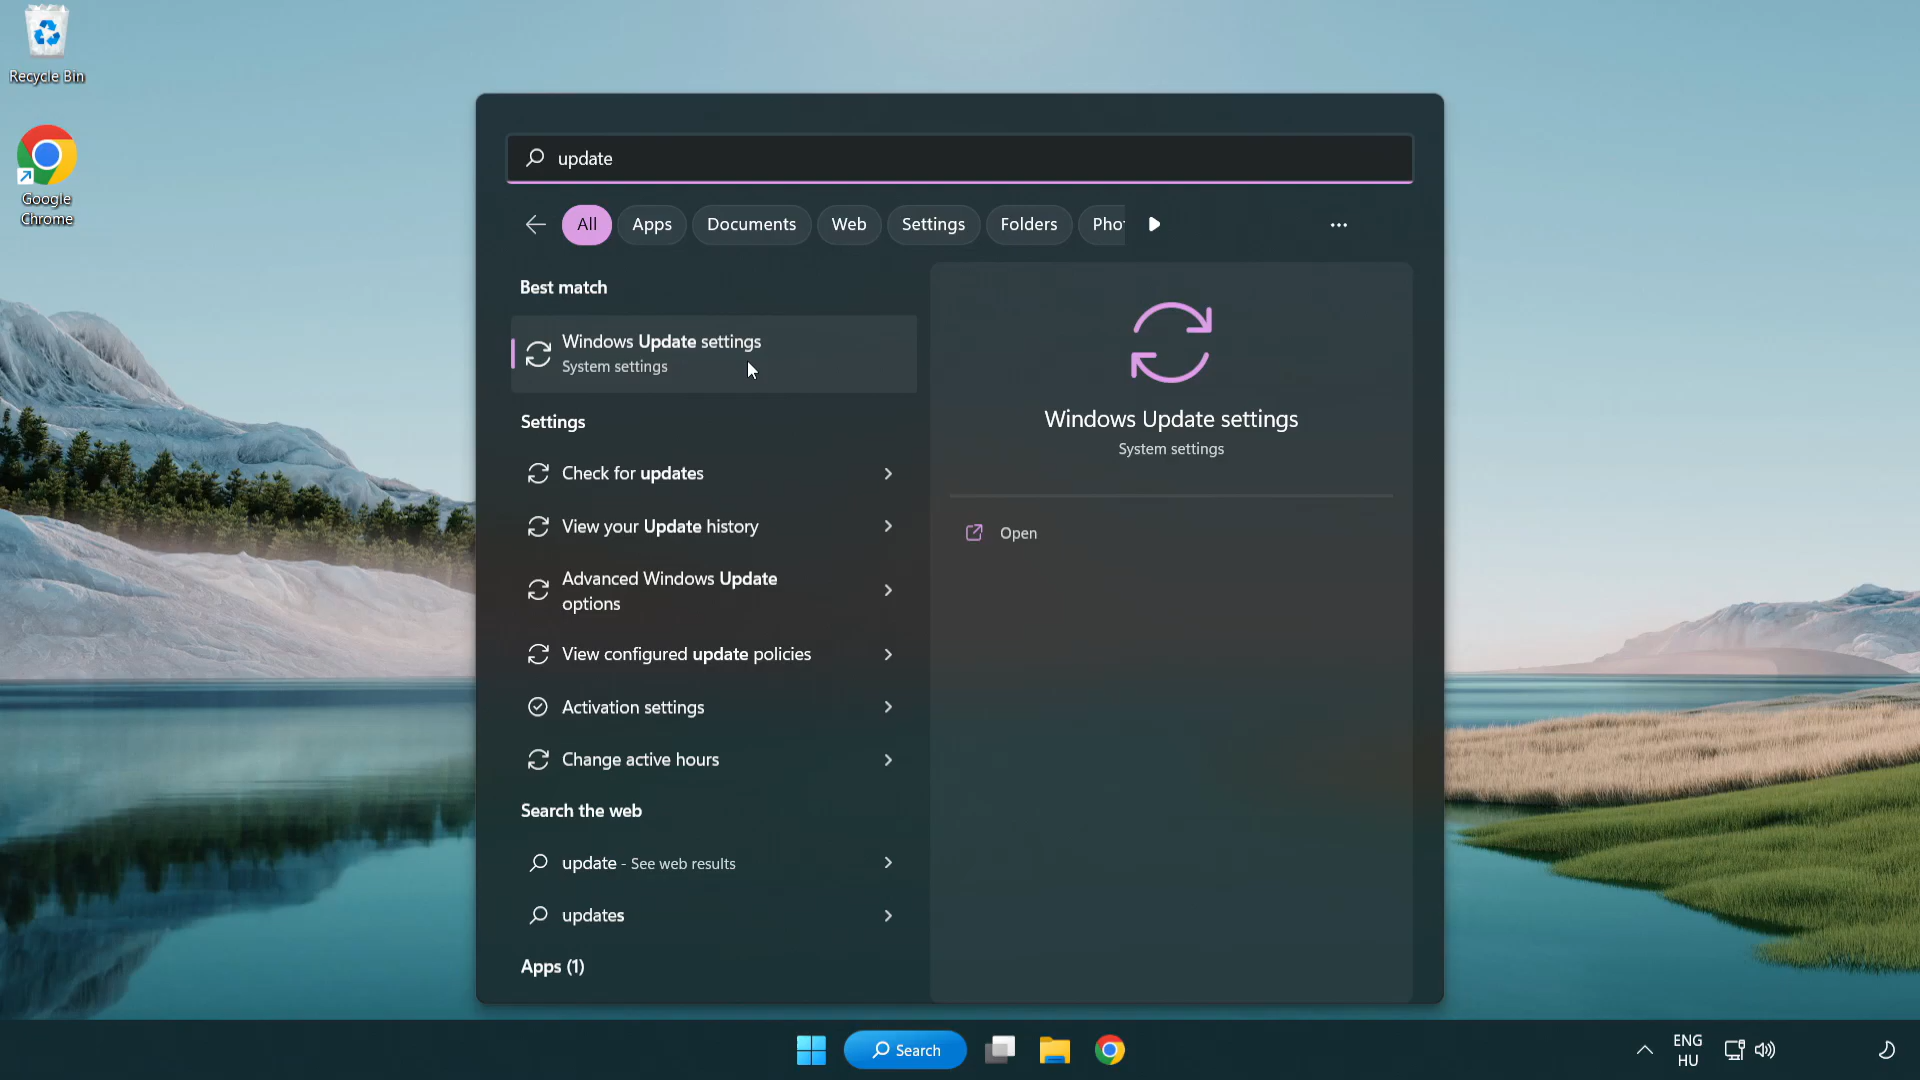 Recycle Bin
Google
Chrome
update
All
Apps
Documents
Web
Settings
Folders
Best match
Windows Update settings
System settings
Settings
Check for updates
View your Update history
Advanced Windows Update
options
View configured update policies
Activation settings
Change active hours
Search the web
update - See web results
updates
Apps (1)
Windows Update settings
System settings
Open
Search
ENG
HU